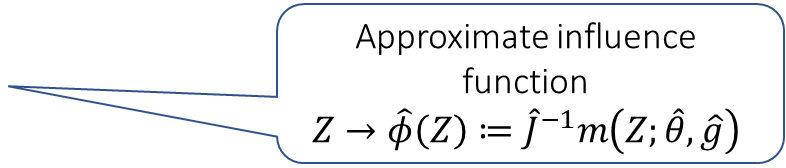 Approximate influence
function
Z → ϕ̂(Z) ≔ Ĵ⁻¹m(Z; θ̂, ĝ)